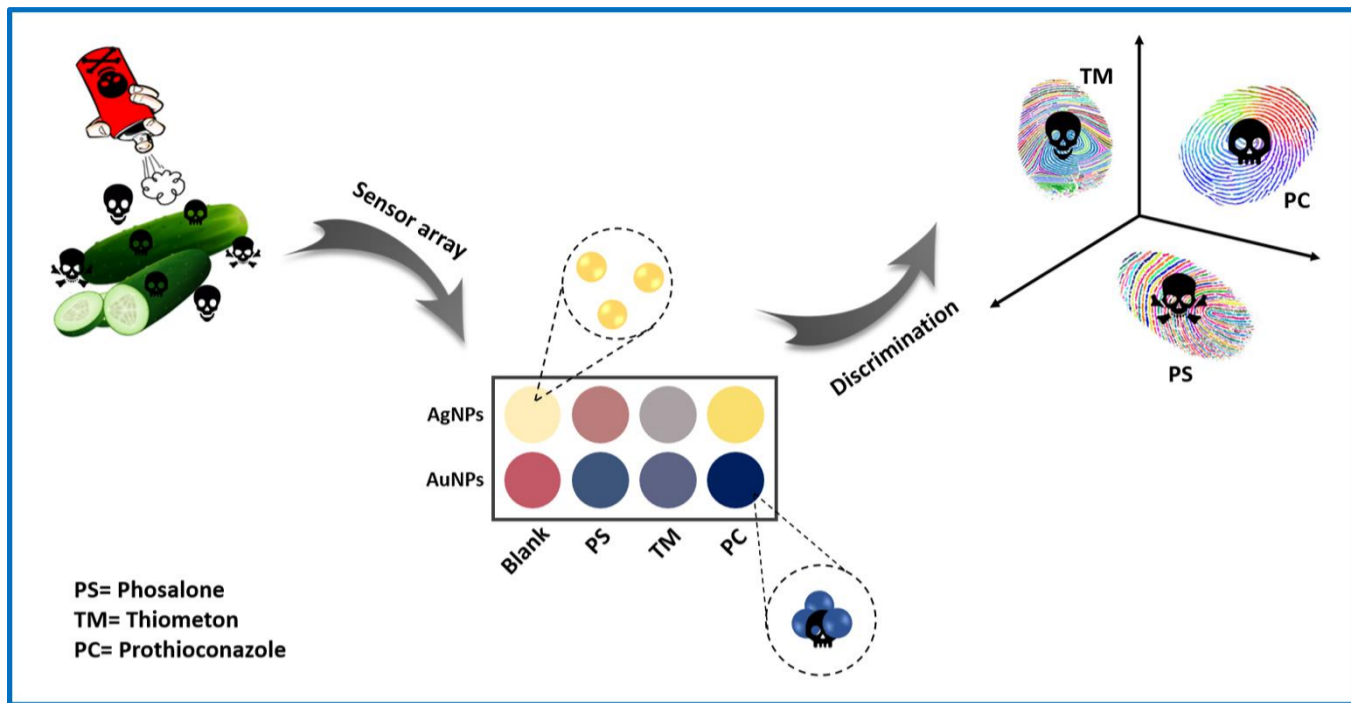 Sensor array
AgNPs
AuNPs
Blank
PS
TM
PC
Discrimination
TM
PC
PS
PS= Phosalone
TM= Thiometon
PC= Prothioconazole